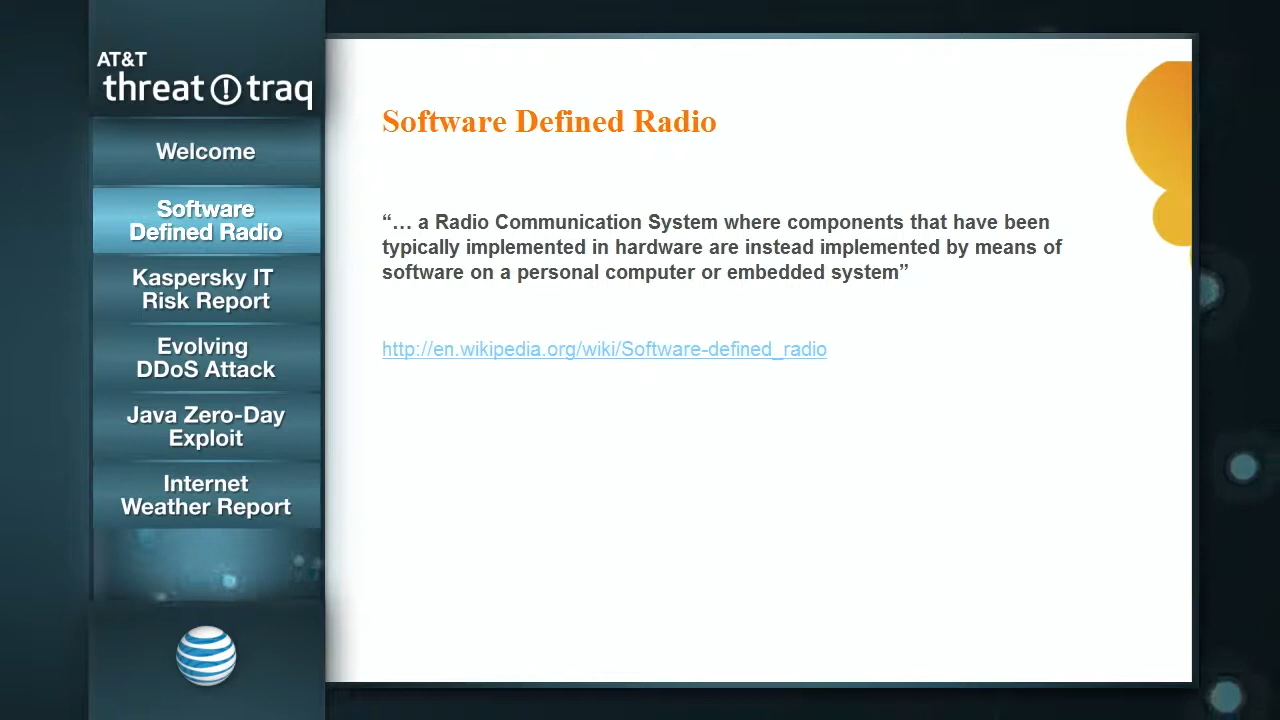 AT&T
threat traq
Welcome
Software
Defined Radio
Kaspersky IT
Risk Report
Evolving
DDoS Attack
Java Zero-Day
Exploit
Internet
Weather Report
Software Defined Radio
“… a Radio Communication System where components that have been
typically implemented in hardware are instead implemented by means of
software on a personal computer or embedded system”
http://en.wikipedia.org/wiki/Software-defined_radio